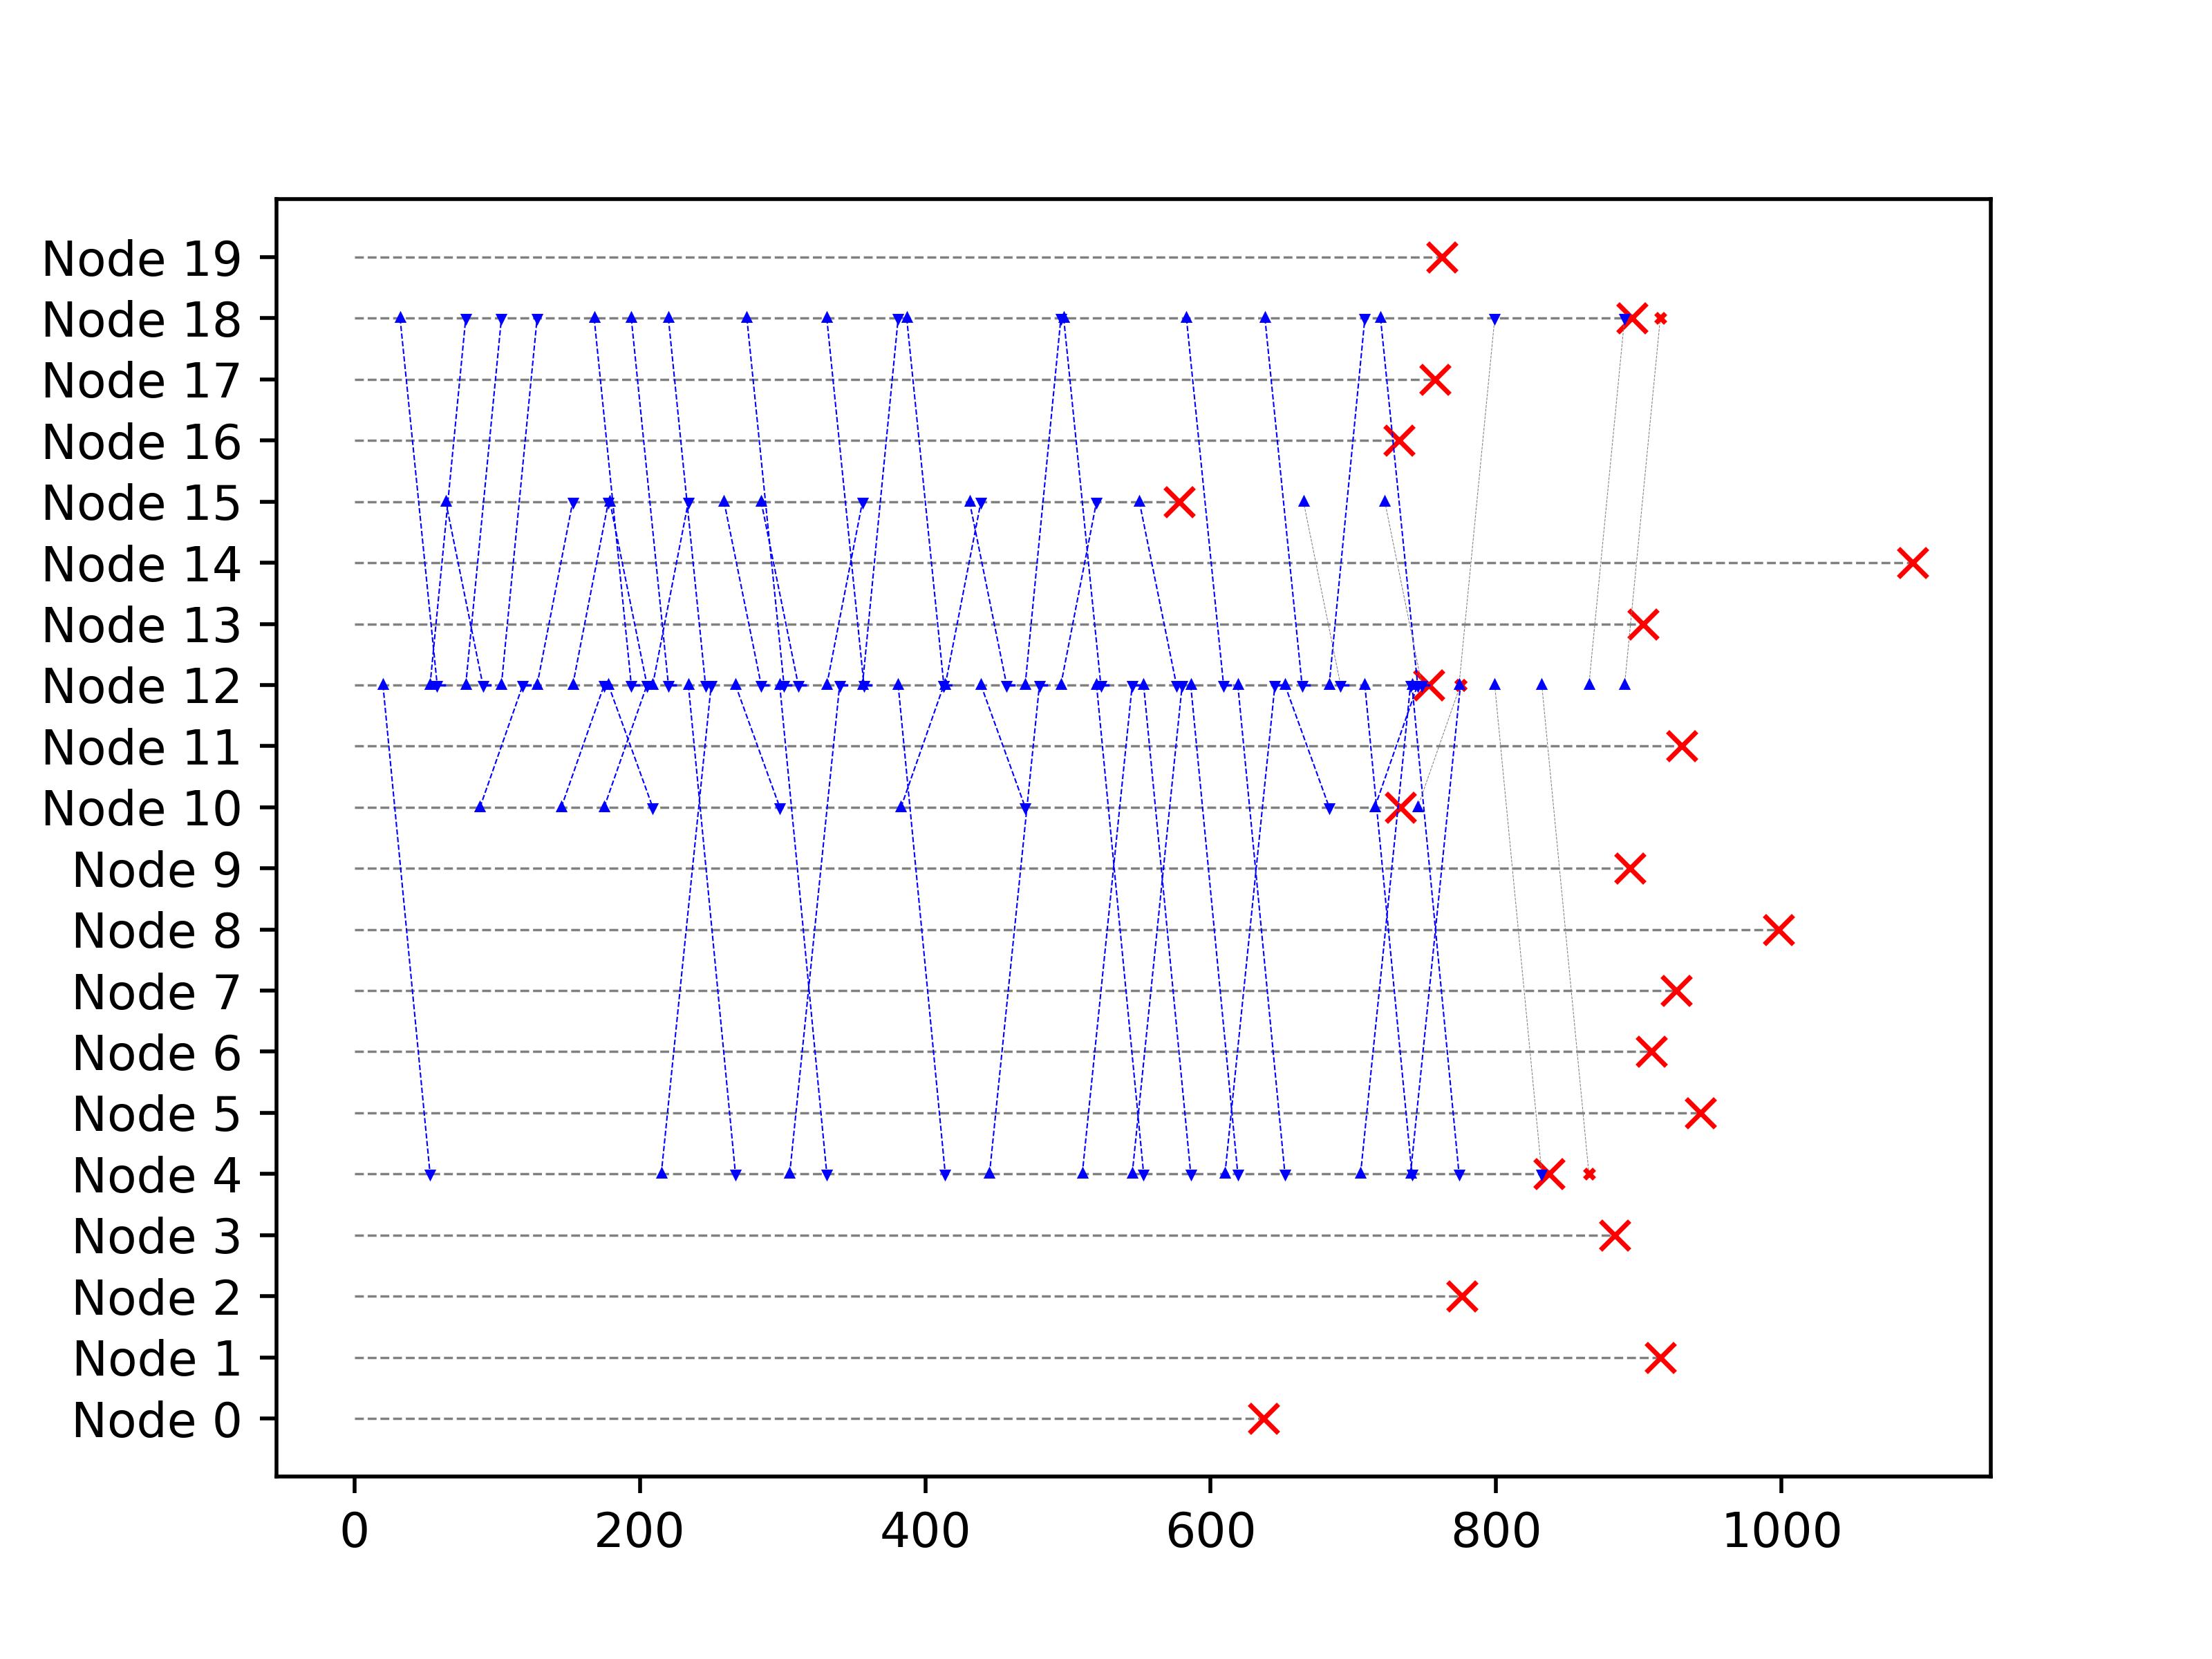 Node 19
Node 18
Node 17
Node 16
Node 15
Node 14
Node 13
Node 12
Node 11
Node 10
Node 9
Node 8
Node 7
Node 6
Node 5
Node 4
Node 3
Node 2
Node 1
Node 0
0 200 400 600 800 1000